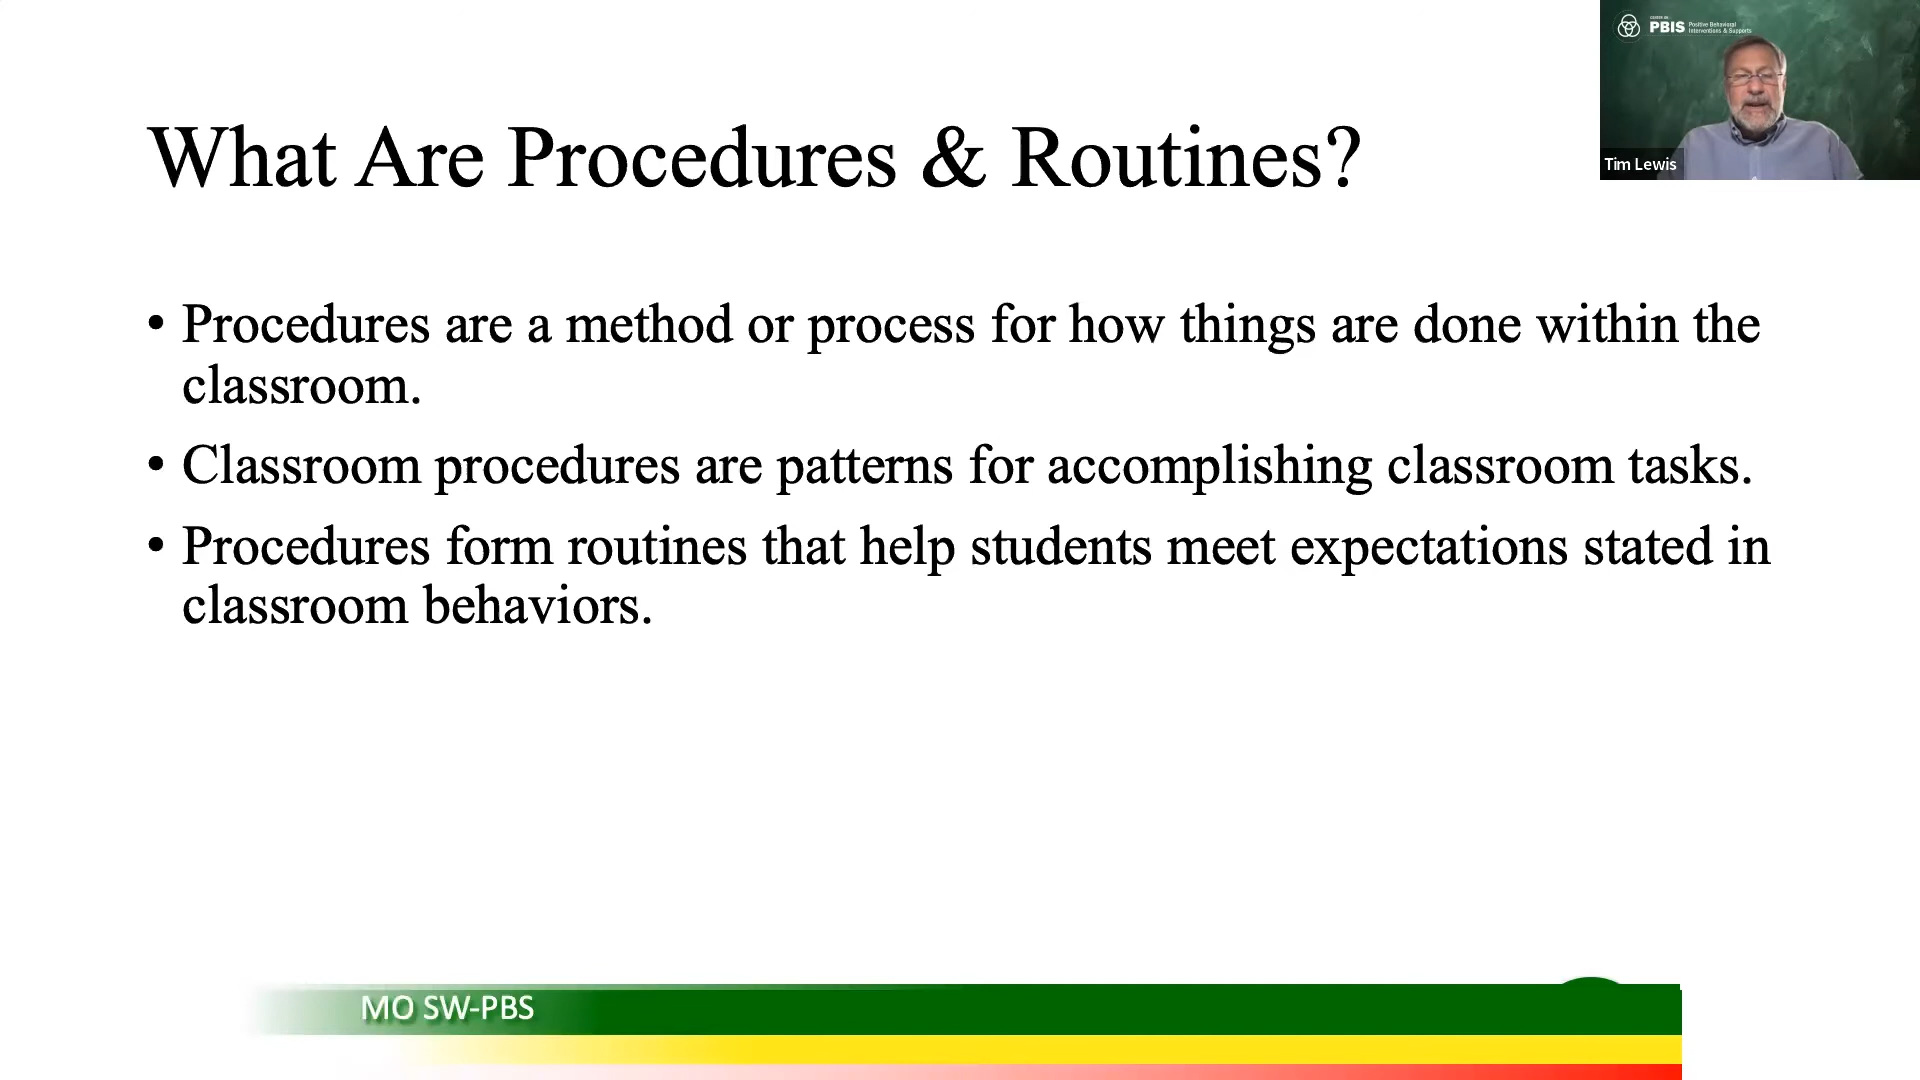 CENTER ON
PBIS
Positive Behavioral
Interventions & Supports
Tim Lewis
What Are Procedures & Routines?
• Procedures are a method or process for how things are done within the
classroom.
• Classroom procedures are patterns for accomplishing classroom tasks.
• Procedures form routines that help students meet expectations stated in
classroom behaviors.
MO SW-PBS